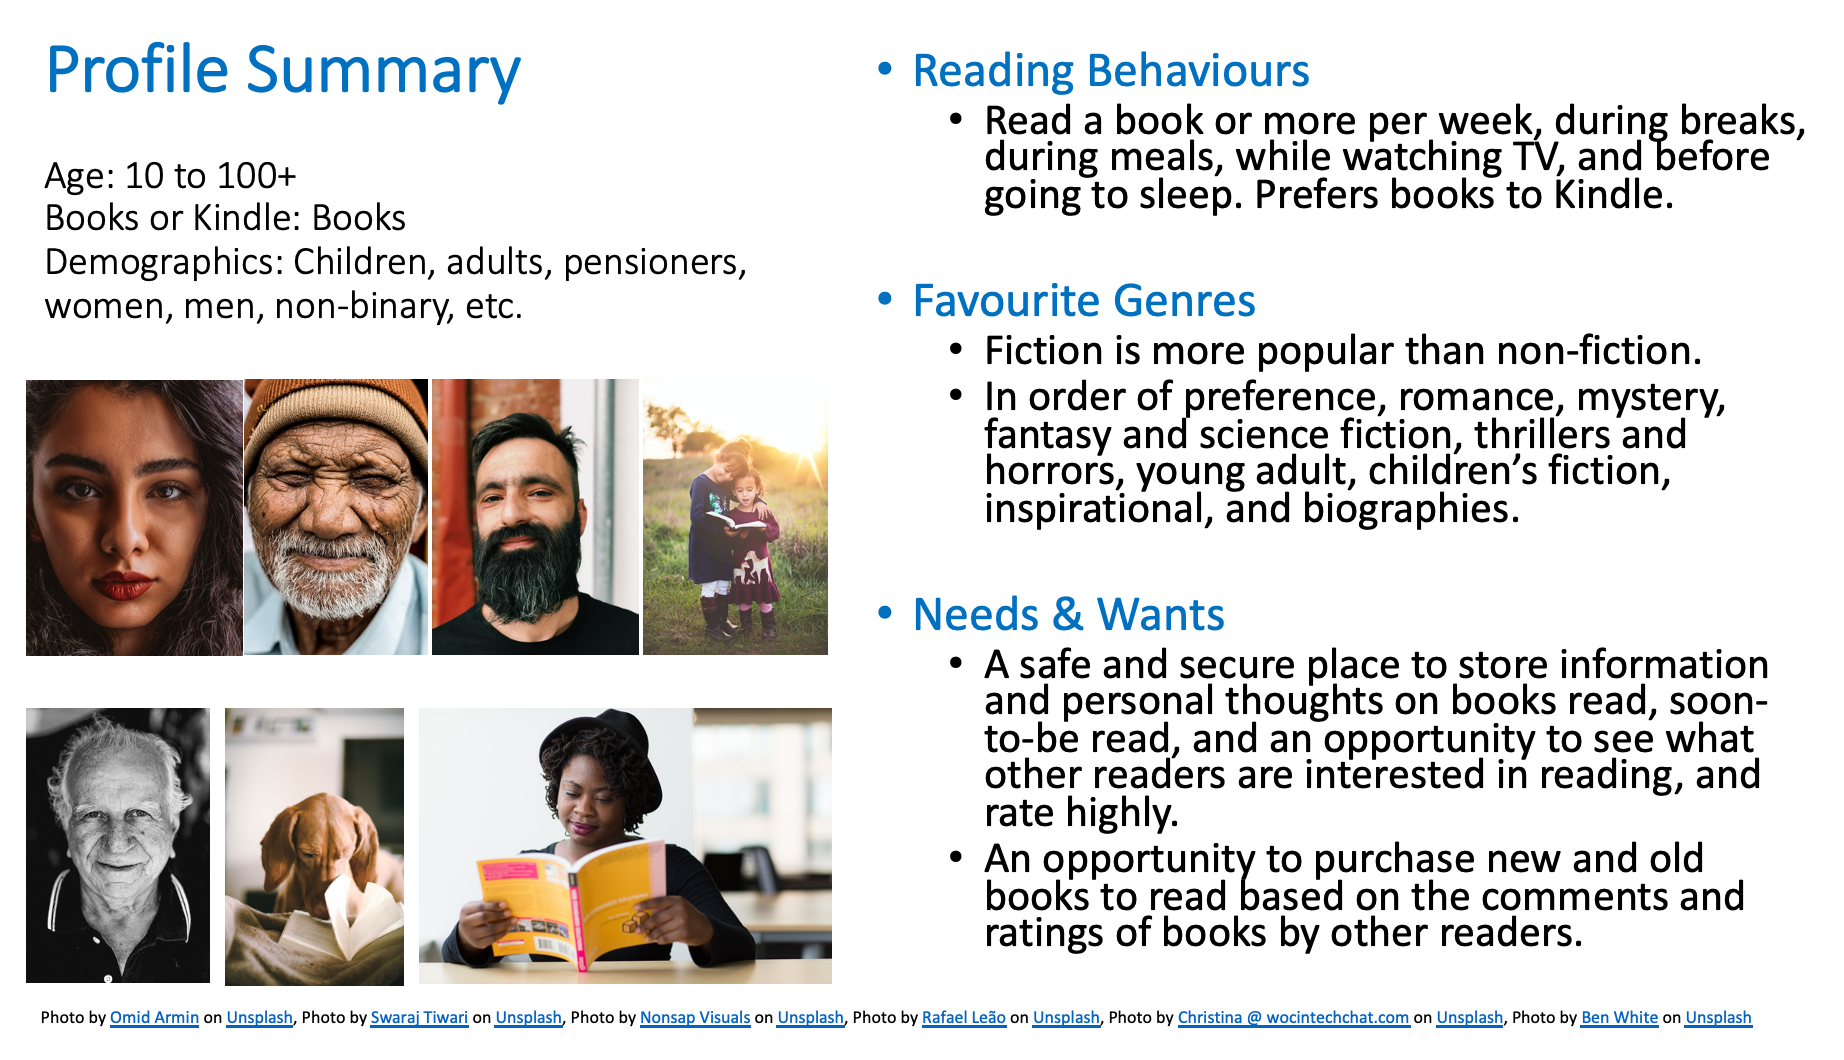 Profile Summary
Age: 10 to 100+
Books or Kindle: Books
Demographics: Children, adults, pensioners,
women, men, non-binary, etc.
• Reading Behaviours
• Read a book or more per week, during breaks,
during meals, while watching TV, and before
going to sleep. Prefers books to Kindle.
• Favourite Genres
• Fiction is more popular than non-fiction.
• In order of preference, romance, mystery,
fantasy and science fiction, thrillers and
horrors, young adult, children’s fiction,
inspirational, and biographies.
• Needs & Wants
• A safe and secure place to store information
and personal thoughts on books read, soon-
to-be read, and an opportunity to see what
other readers are interested in reading, and
rate highly.
• An opportunity to purchase new and old
books to read based on the comments and
ratings of books by other readers.
Photo by Omid Armin on Unsplash, Photo by Swaraj Tiwari on Unsplash, Photo by Nonsap Visuals on Unsplash, Photo by Rafael Leão on Unsplash, Photo by Christina @ wocintechchat.com on Unsplash, Photo by Ben White on Unsplash